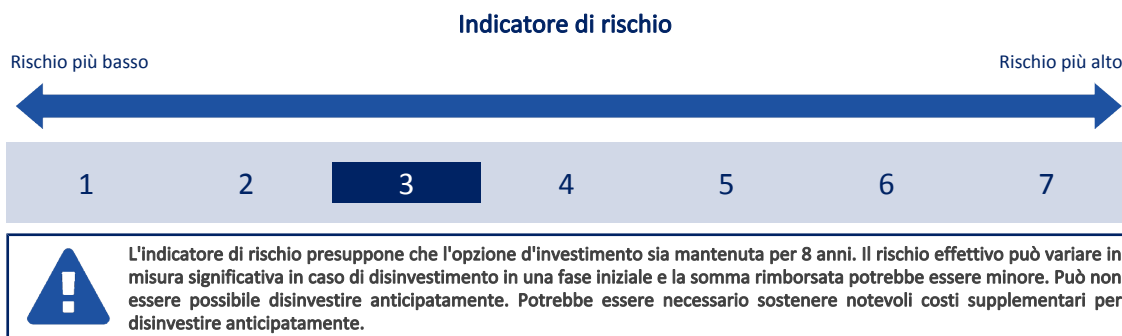 Indicatore di rischio
Rischio più basso
Rischio più alto
1 2 3 4 5 6 7
L'indicatore di rischio presuppone che l'opzione d'investimento sia mantenuta per 8 anni. Il rischio effettivo può variare in
misura significativa in caso di disinvestimento in una fase iniziale e la somma rimborsata potrebbe essere minore. Può non
essere possibile disinvestire anticipatamente. Potrebbe essere necessario sostenere notevoli costi supplementari per
disinvestire anticipatamente.